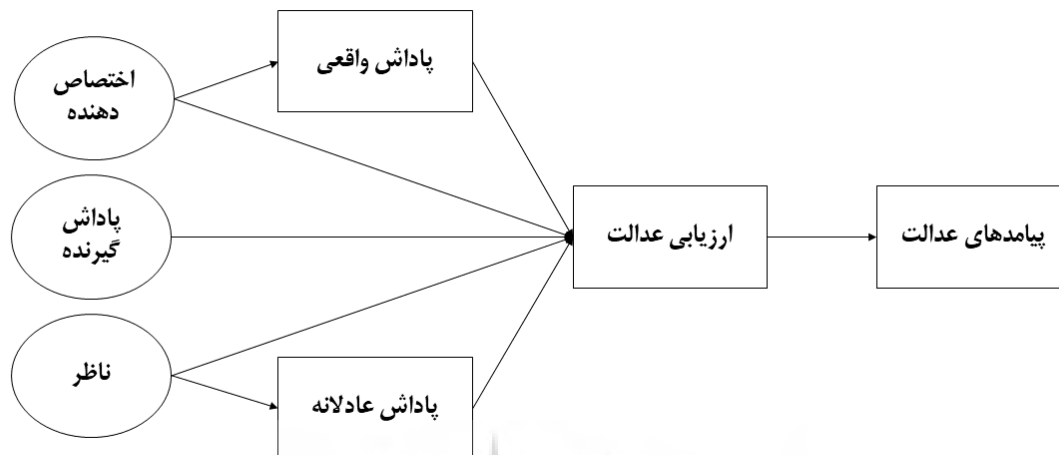 اختصاص
دهنده
پاداش واقعی
پاداش
گیرنده
ارزیابی عدالت
پیامدهای عدالت
ناظر
پاداش عادلانه